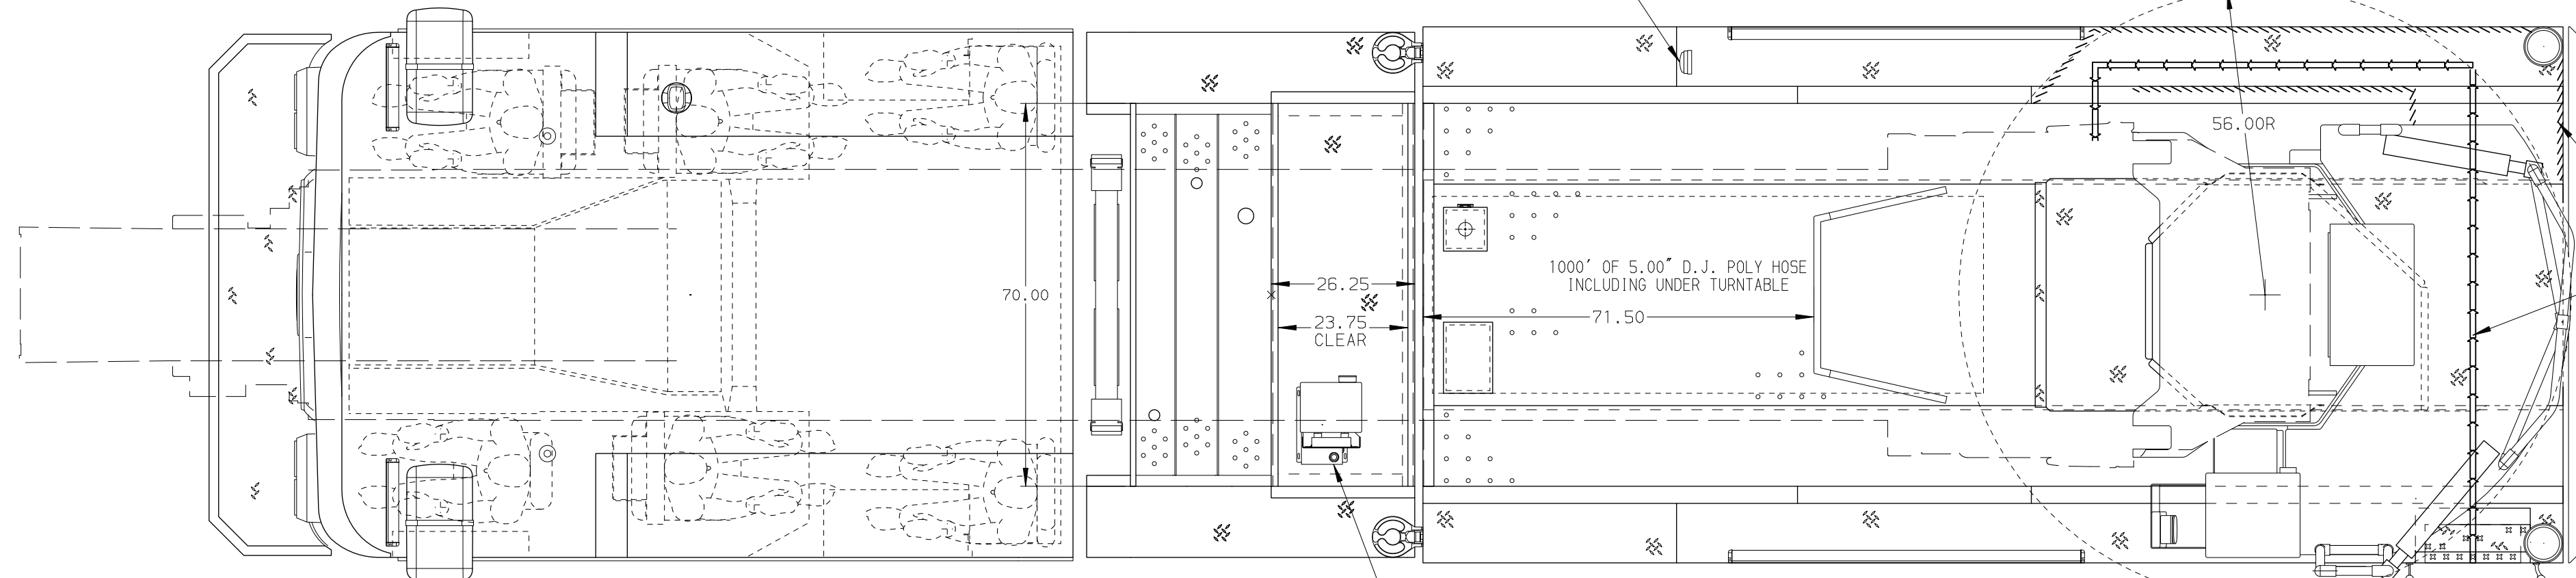 56.00R
1000' OF 5.00" D.J. POLY HOSE
INCLUDING UNDER TURNTABLE
70.00
26.25
23.75
CLEAR
71.50